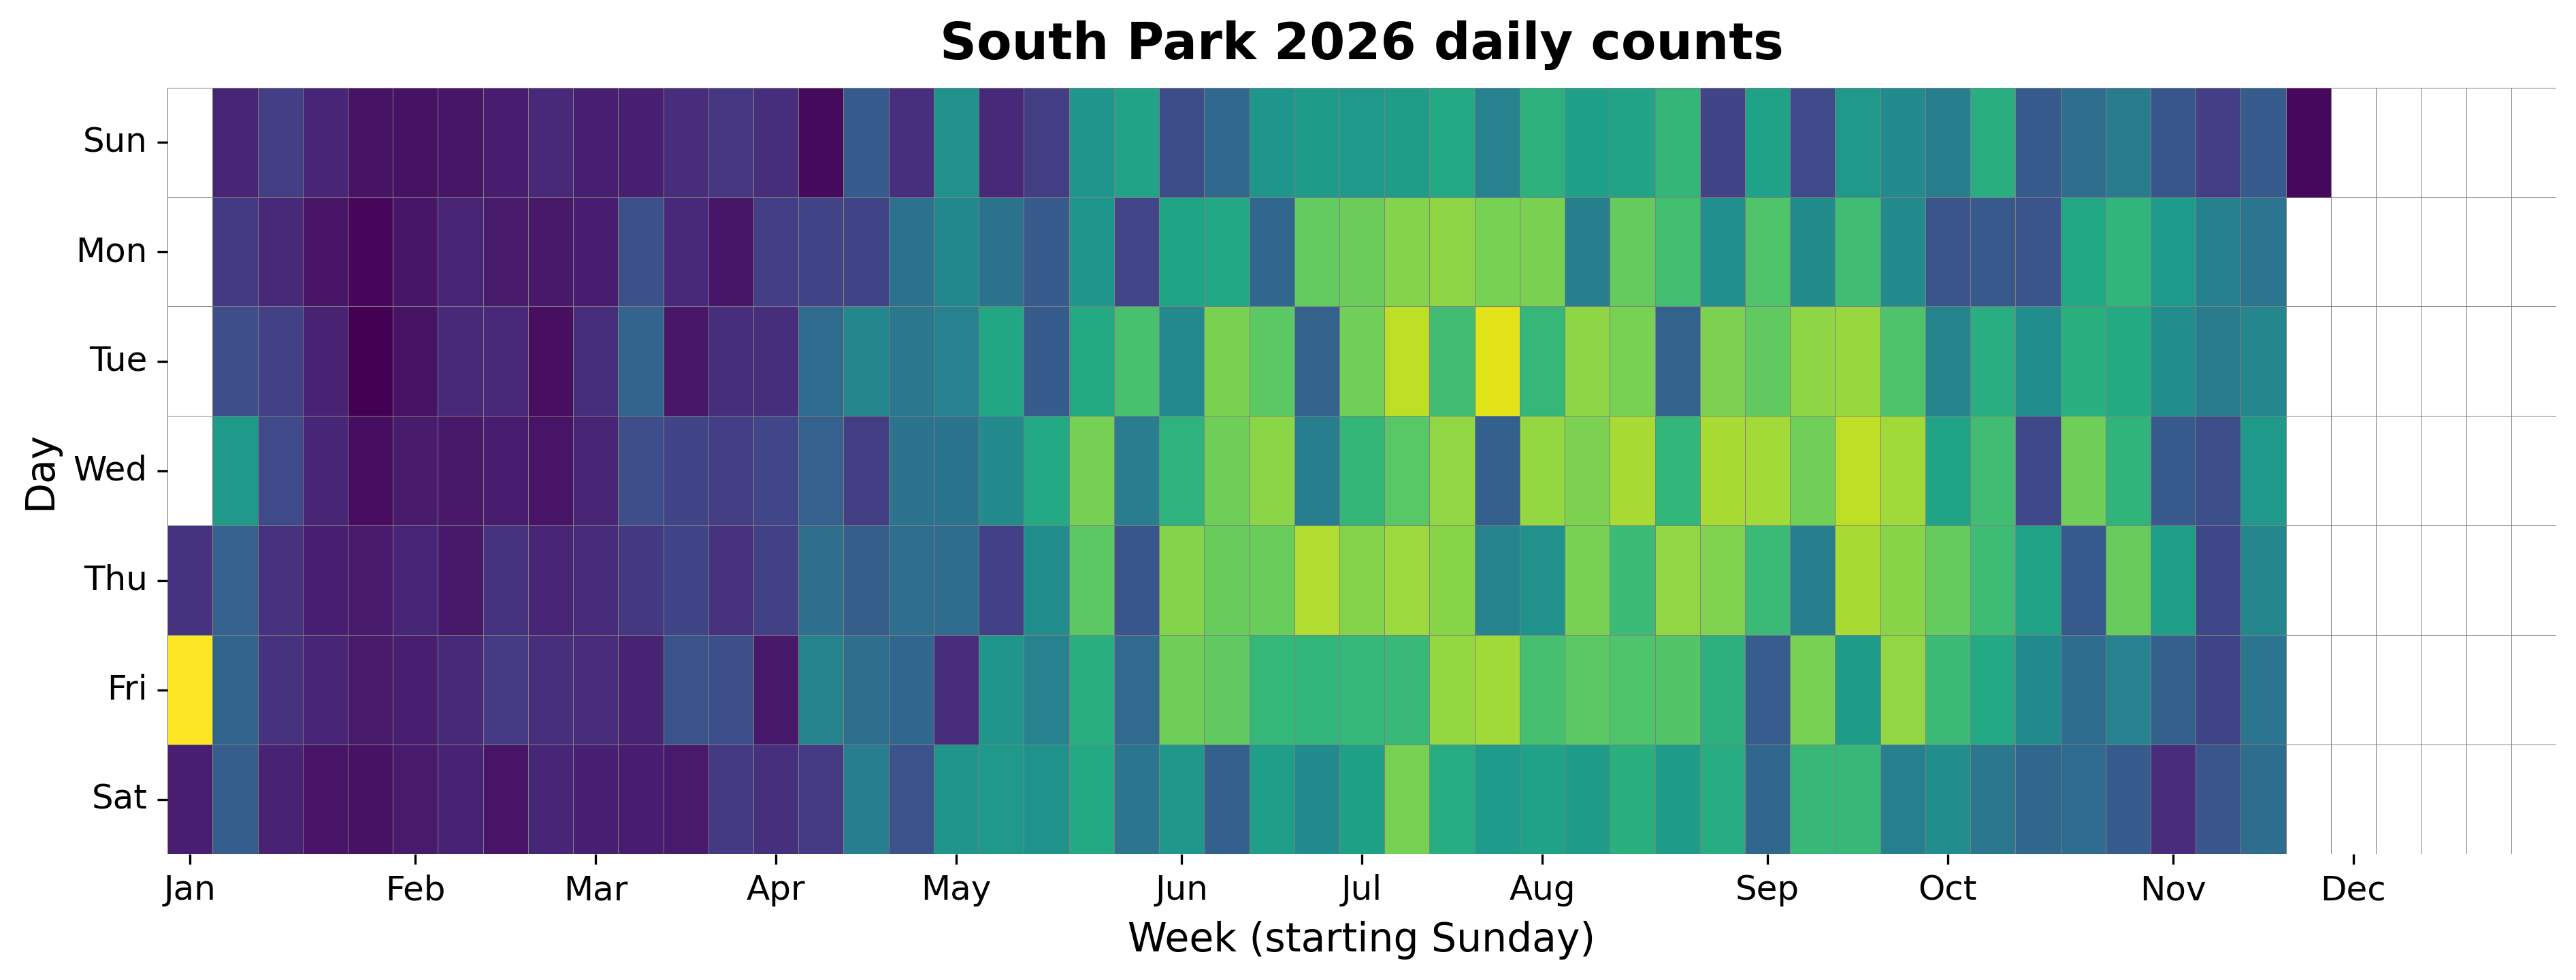 South Park 2026 daily counts
Day
Sun
Mon
Tue
Wed
Thu
Fri
Sat
Jan Feb Mar Apr May Jun Jul Aug Sep Oct Nov Dec
Week (starting Sunday)